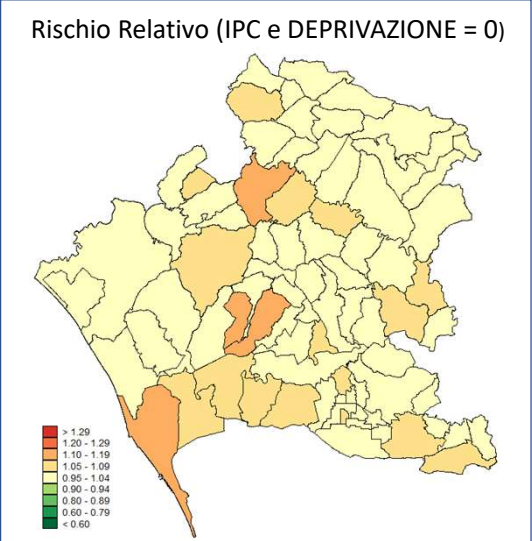 Rischio Relativo (IPC e DEPRIVAZIONE = 0)
> 1.29
1.20 - 1.29
1.10 - 1.19
1.05 - 1.09
0.95 - 1.04
0.90 - 0.94
0.80 - 0.89
0.60 - 0.79
< 0.60